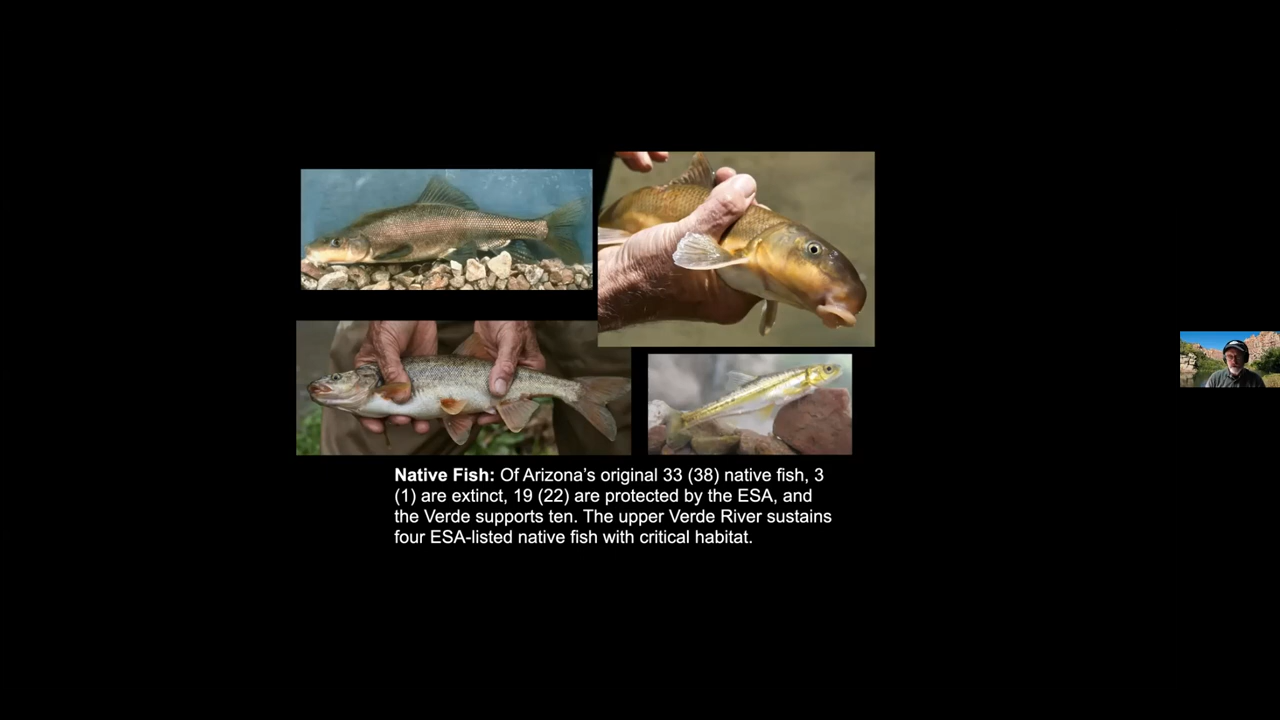 Native Fish: Of Arizona’s original 33 (38) native fish, 3
(1) are extinct, 19 (22) are protected by the ESA, and
the Verde supports ten. The upper Verde River sustains
four ESA-listed native fish with critical habitat.